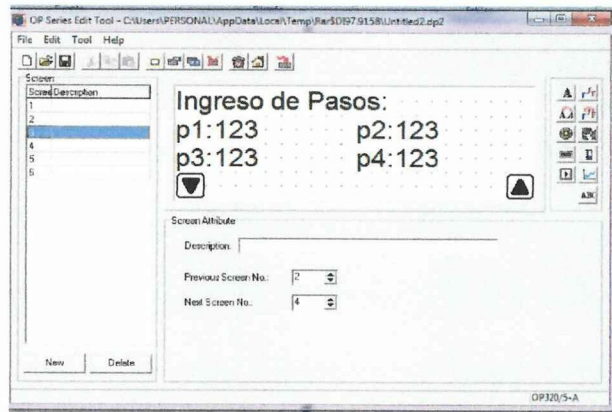 OP Series Edit Tool - C:\Users\PERSONAL\AppData\Local\Temp\Rar$DI97.9158\Untitled2.dp2
File Edit Tool Help
Screen
Screen Description
1
2
3
4
5
6
New Delete
Ingreso de Pasos:
p1:123 p2:123
p3:123 p4:123
Screen Attribute
Description:
Previous Screen No.: 2
Next Screen No.: 4
A
ABC
OP320/5-A